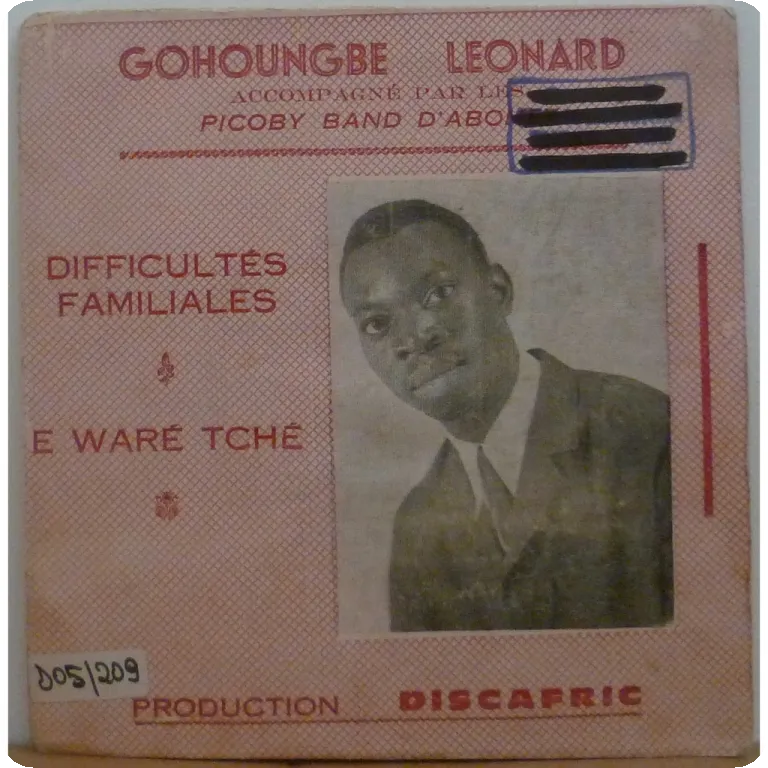 GOHOUNGBE LEONARD
ACCOMPAGNÉ PAR LES
PICOBY BAND D'ABO
DIFFICULTÉS
FAMILIALES
E WARÉ TCHÉ
D05/209
PRODUCTION DISCAFRIC